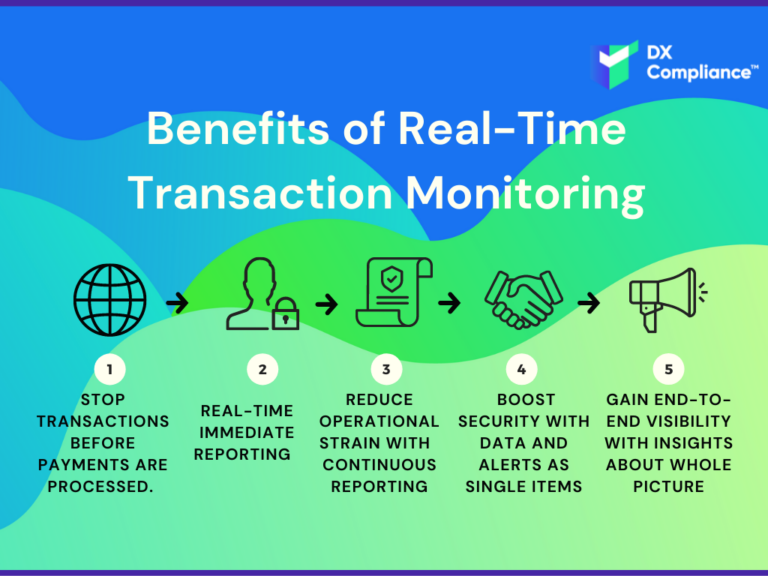 DX
Compliance™
Benefits of Real-Time
Transaction Monitoring
1
STOP
TRANSACTIONS
BEFORE
PAYMENTS ARE
PROCESSED.
2
REAL-TIME
IMMEDIATE
REPORTING
3
REDUCE
OPERATIONAL
STRAIN WITH
CONTINUOUS
REPORTING
4
BOOST
SECURITY WITH
DATA AND
ALERTS AS
SINGLE ITEMS
5
GAIN END-TO-
END VISIBILITY
WITH INSIGHTS
ABOUT WHOLE
PICTURE